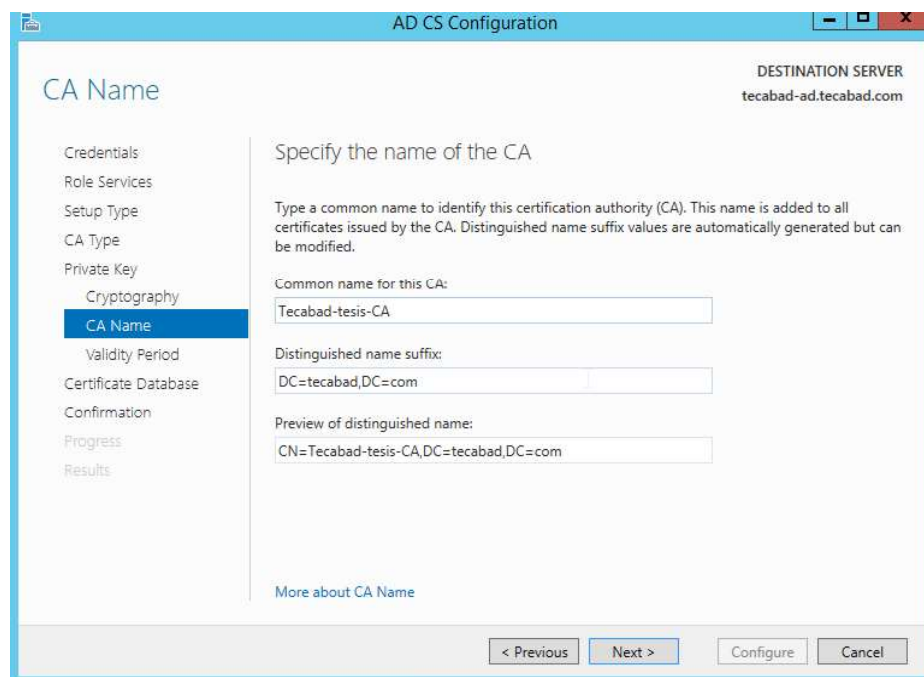 AD CS Configuration
DESTINATION SERVER
tecabad-ad.tecabad.com
CA Name
Credentials
Role Services
Setup Type
CA Type
Private Key
Cryptography
CA Name
Validity Period
Certificate Database
Confirmation
Progress
Results
Specify the name of the CA
Type a common name to identify this certification authority (CA). This name is added to all
certificates issued by the CA. Distinguished name suffix values are automatically generated but can
be modified.
Common name for this CA:
Tecabad-tesis-CA
Distinguished name suffix:
DC=tecabad,DC=com
Preview of distinguished name:
CN=Tecabad-tesis-CA,DC=tecabad,DC=com
More about CA Name
< Previous
Next >
Configure
Cancel